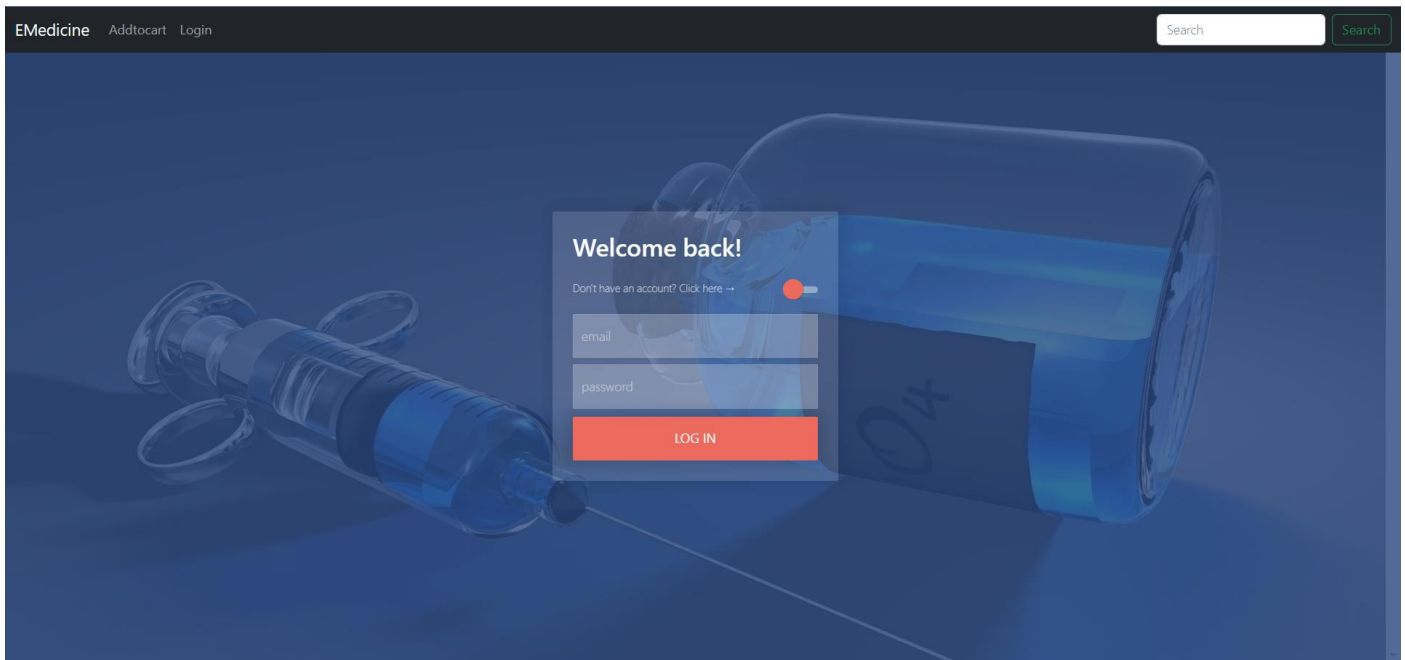 EMedicine Addtocart Login Search Search
Welcome back!
Don't have an account? Click here →
email
password
LOG IN